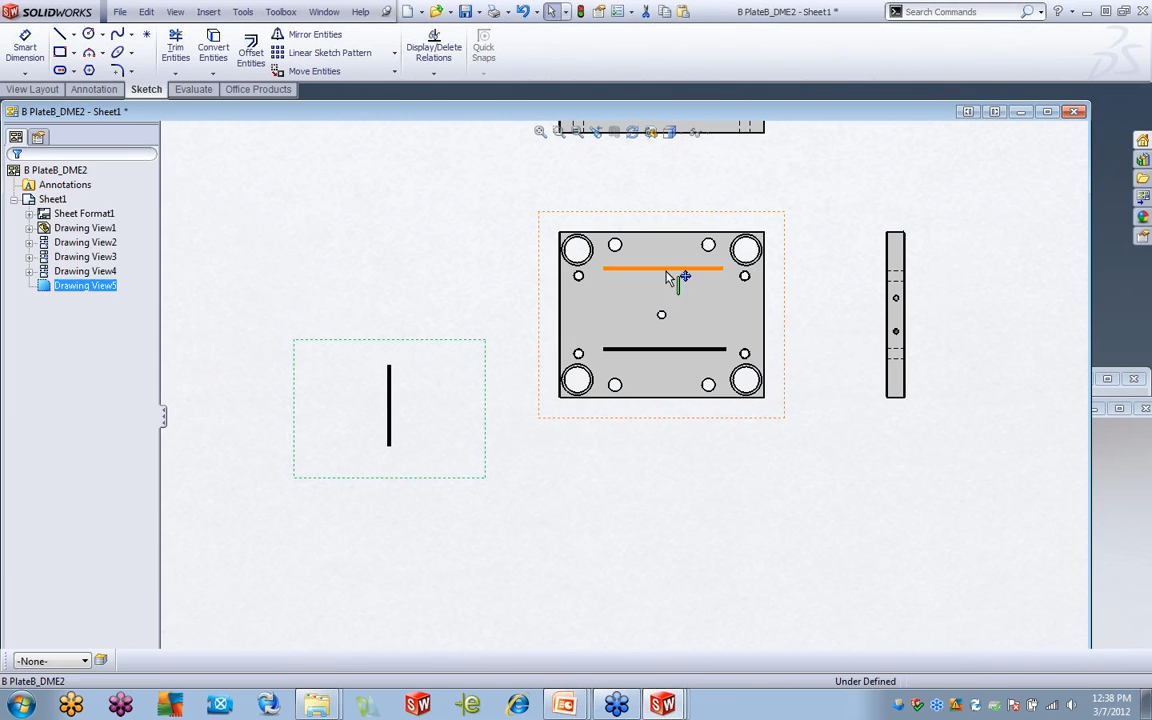 SOLIDWORKS File Edit View Insert Tools Toolbox Window Help B PlateB_DME2 - Sheet1 * Search Commands
Smart Dimension
Trim Entities
Convert Entities
Offset Entities
Mirror Entities
Linear Sketch Pattern
Move Entities
Display/Delete Relations
Quick Snaps
View Layout Annotation Sketch Evaluate Office Products
B PlateB_DME2 - Sheet1 *
B PlateB_DME2
Annotations
Sheet1
Sheet Format1
Drawing View1
Drawing View2
Drawing View3
Drawing View4
Drawing View5
-None-
B PlateB_DME2 Under Defined
12:38 PM
3/7/2012